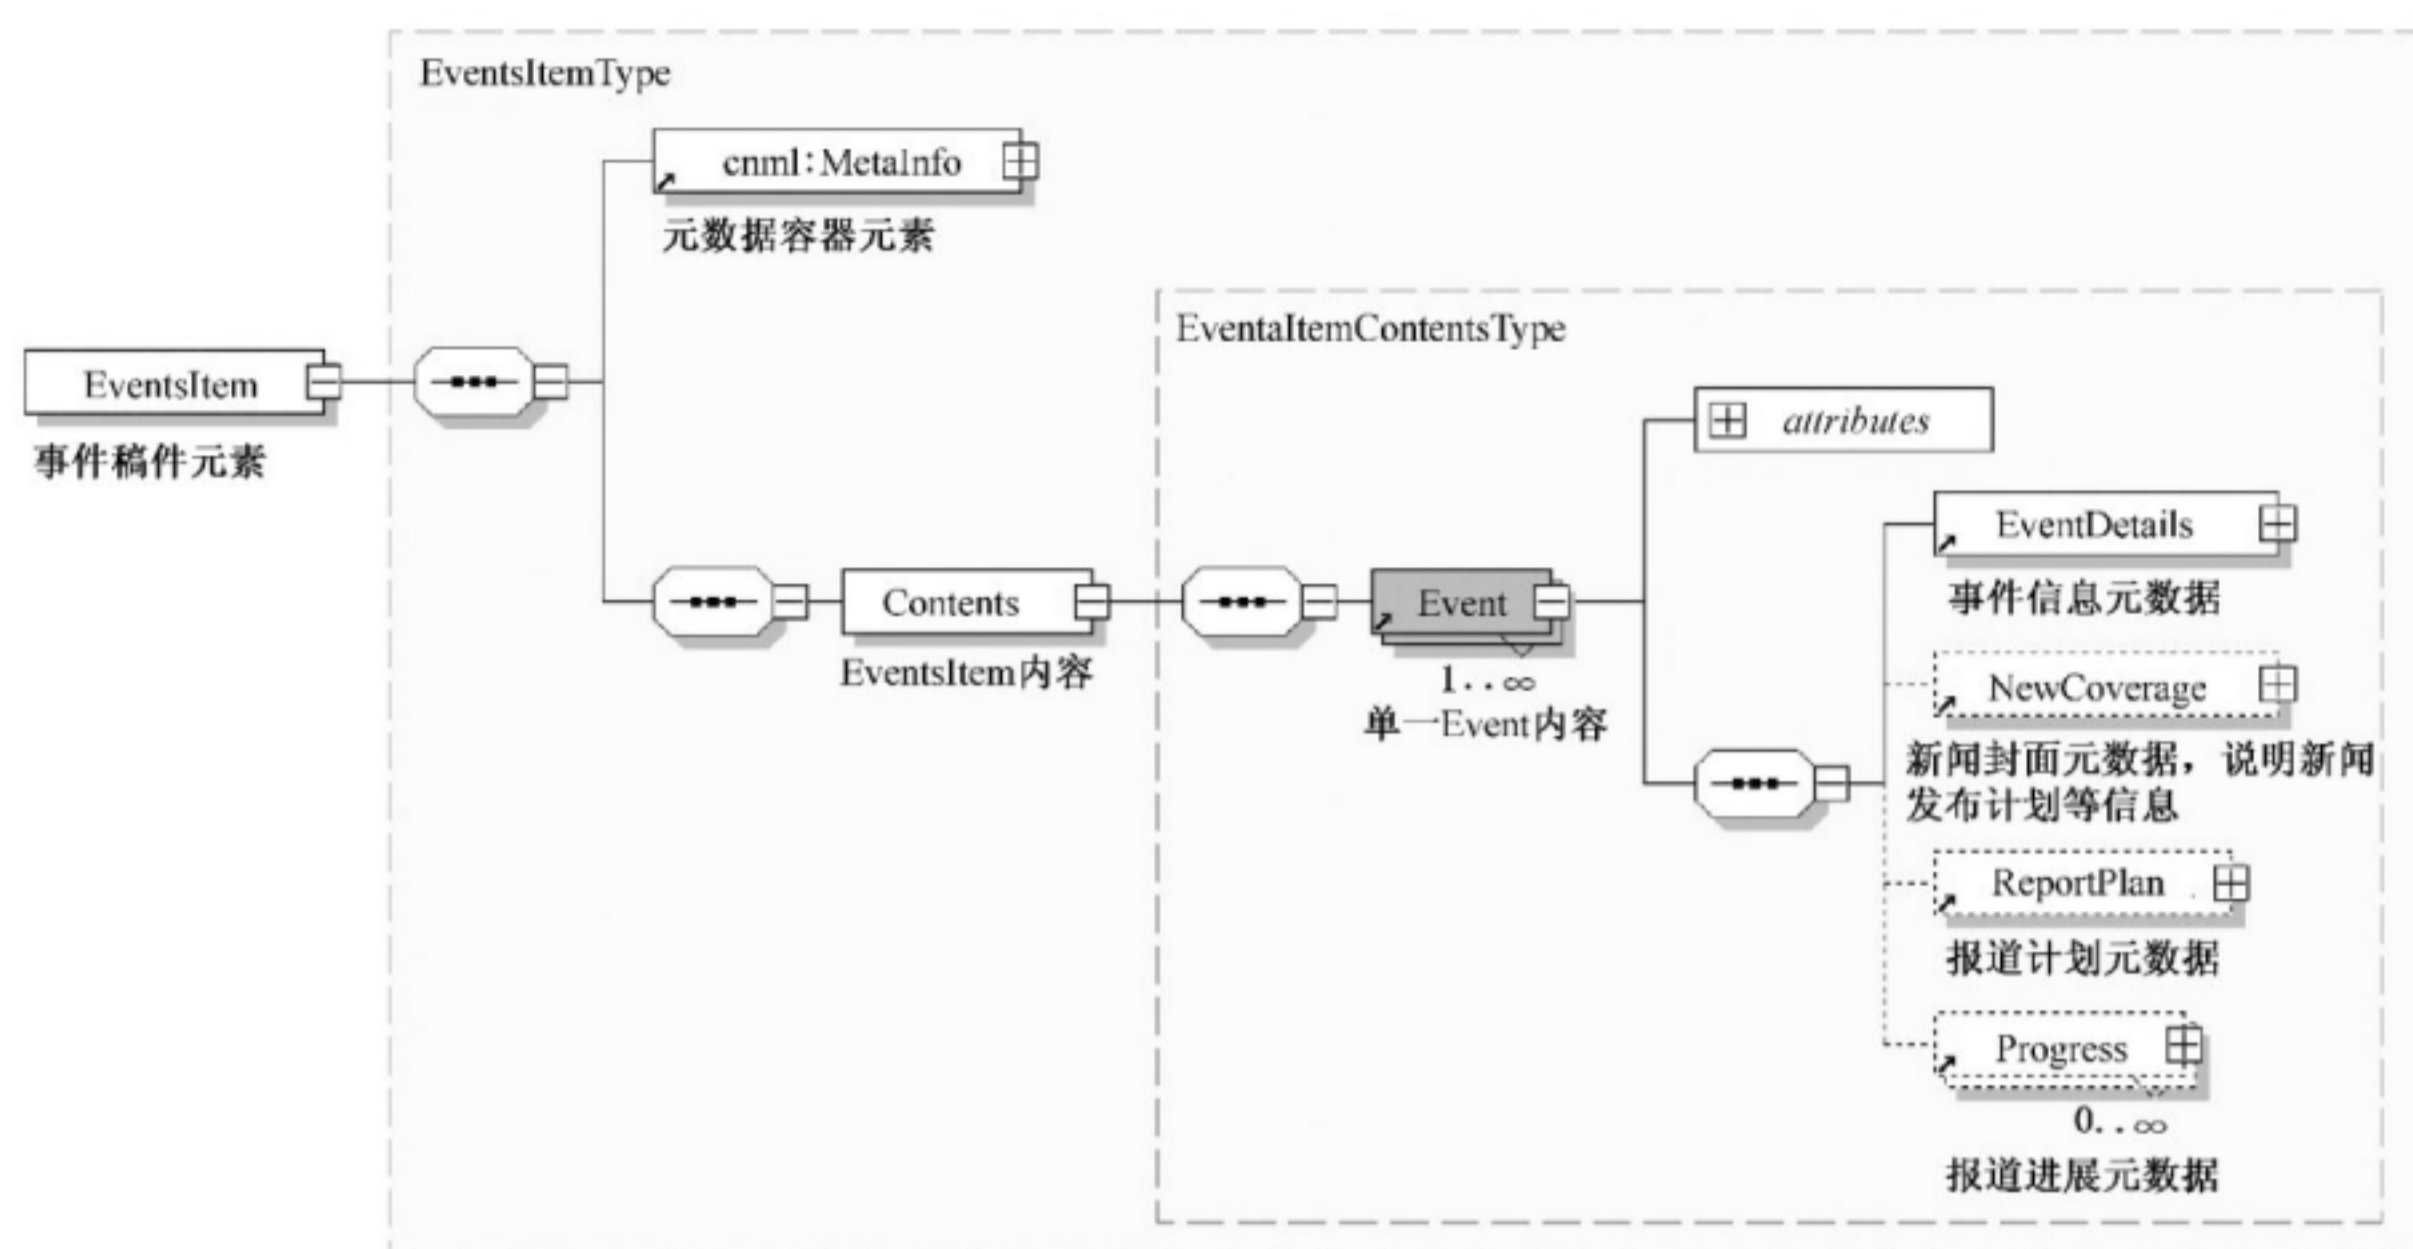 EventsItemType
cnml:MetaInfo
元数据容器元素
EventsItem
事件稿件元素
Contents
EventsItem内容
EventaItemContentsType
Event
1..∞
单一Event内容
attributes
EventDetails
事件信息元数据
NewCoverage
新闻封面元数据，说明新闻
发布计划等信息
ReportPlan
报道计划元数据
Progress
0..∞
报道进展元数据